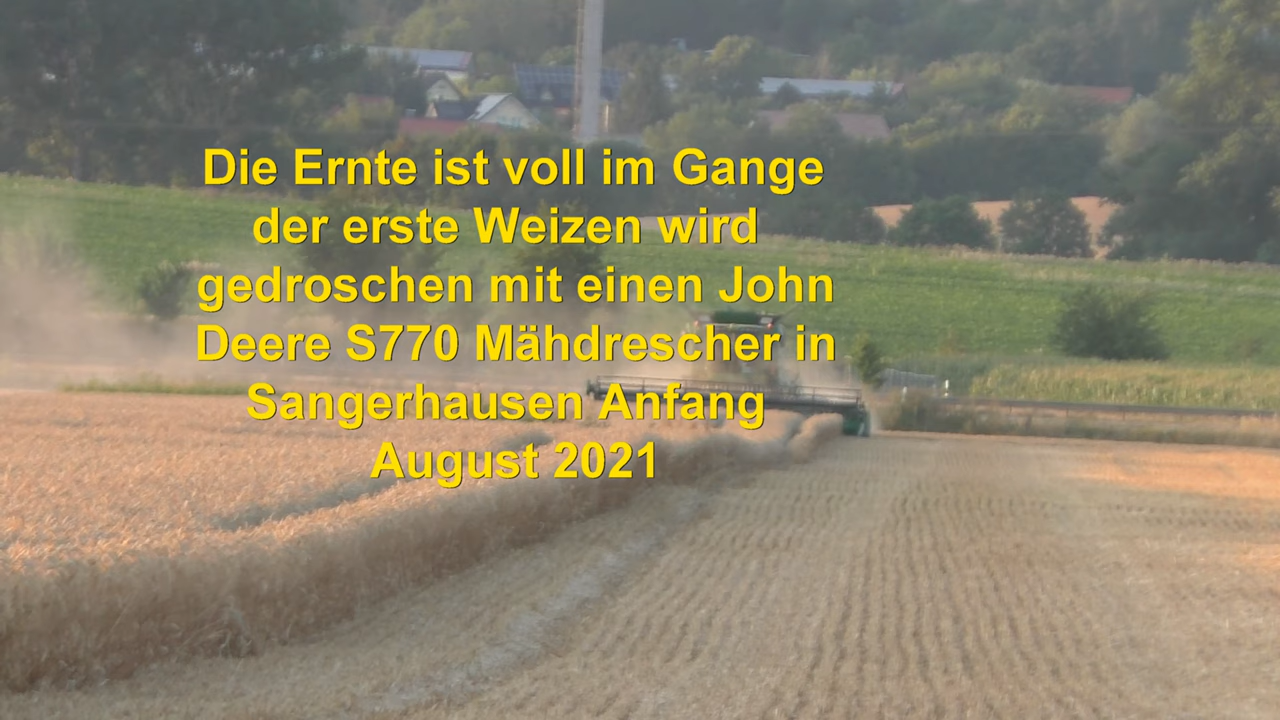 Die Ernte ist voll im Gange
der erste Weizen wird
gedroschen mit einen John
Deere S770 Mähdrescher in
Sangerhausen Anfang
August 2021